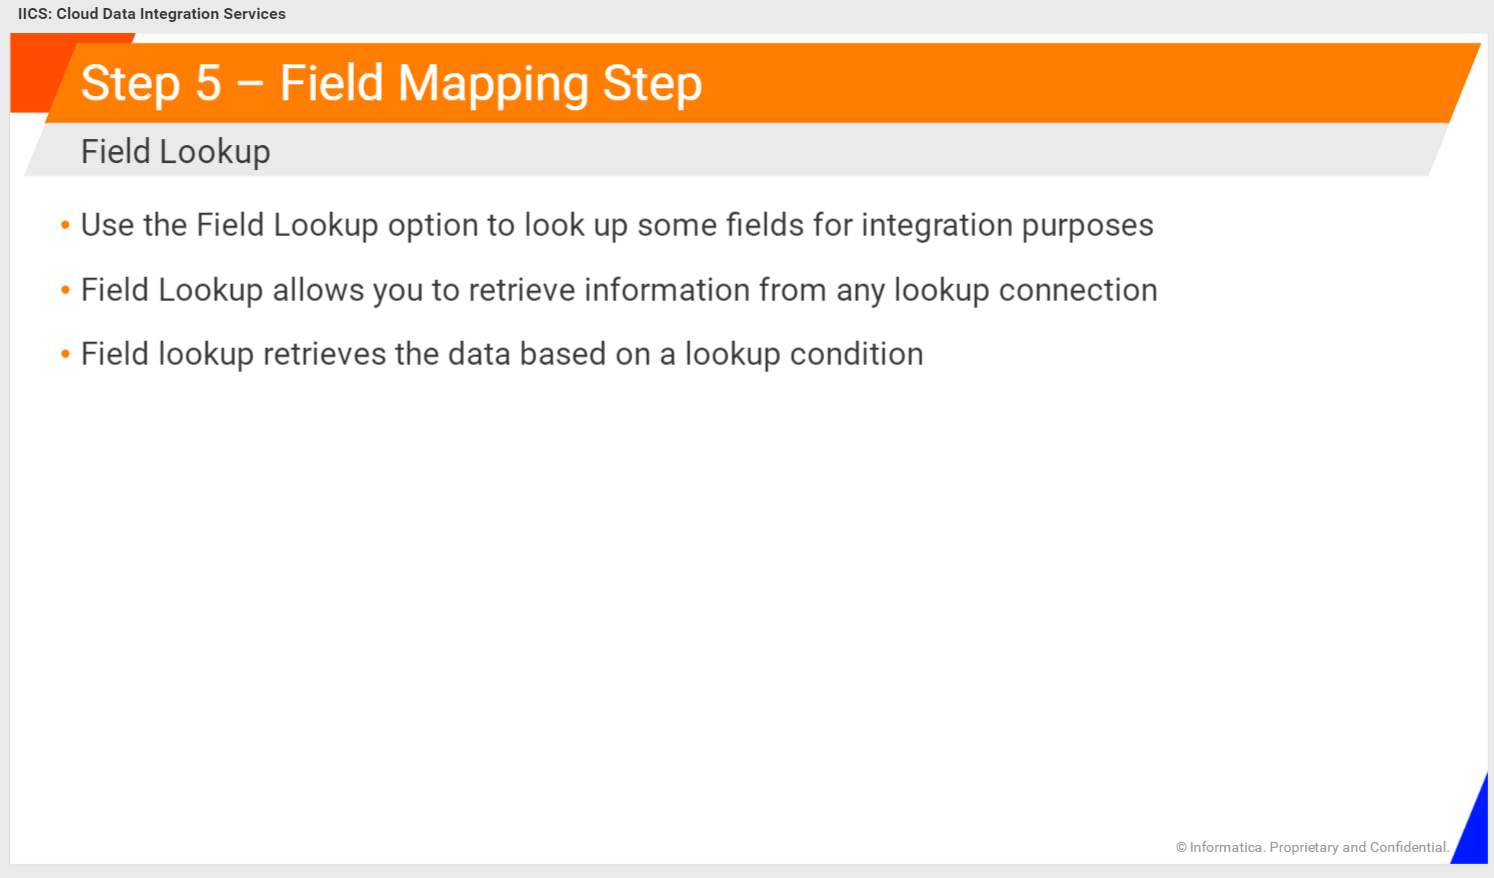 IICS: Cloud Data Integration Services
Step 5 – Field Mapping Step
Field Lookup
• Use the Field Lookup option to look up some fields for integration purposes
• Field Lookup allows you to retrieve information from any lookup connection
• Field lookup retrieves the data based on a lookup condition
© Informatica. Proprietary and Confidential.